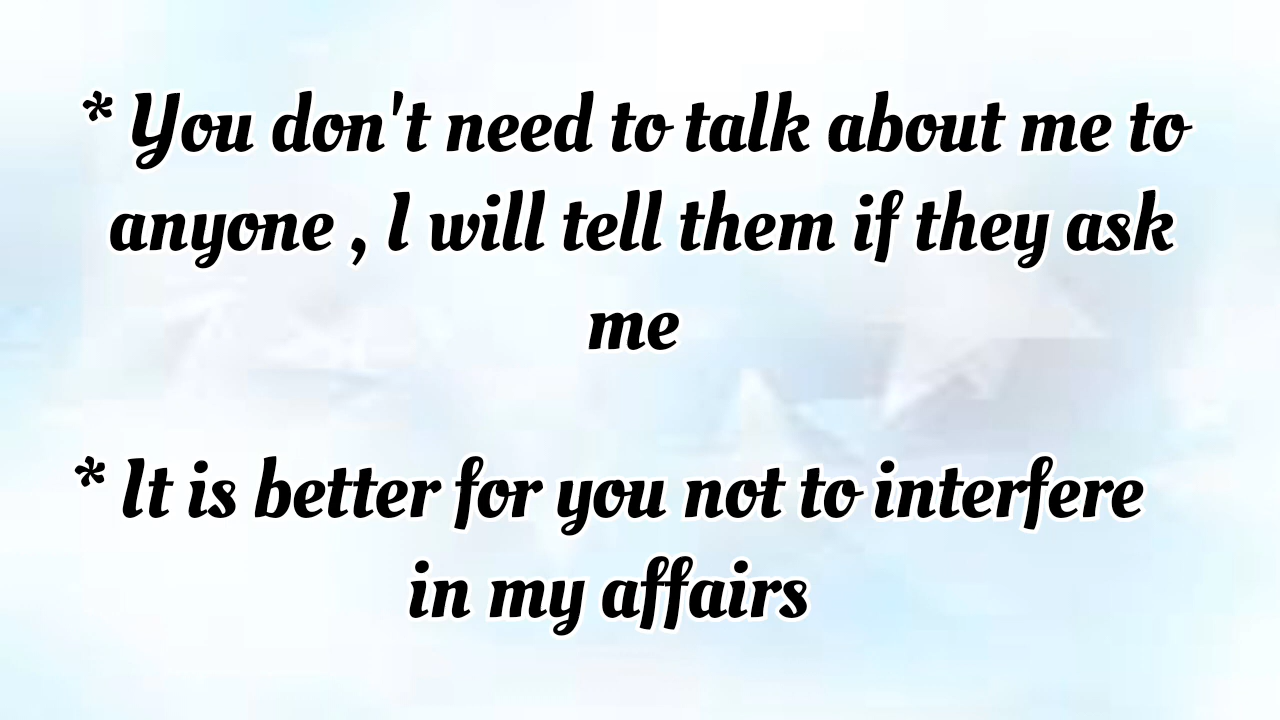 * You don't need to talk about me to
anyone , I will tell them if they ask
me
* It is better for you not to interfere
in my affairs